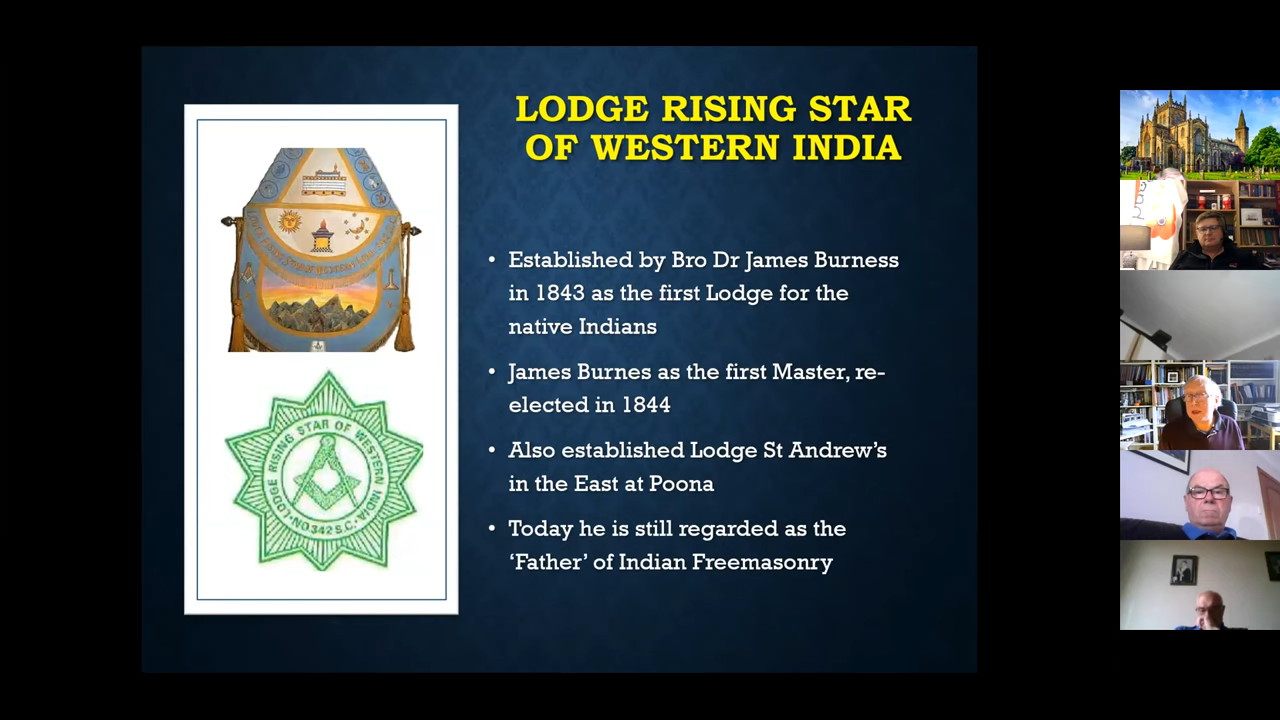 LODGE RISING STAR
OF WESTERN INDIA
• Established by Bro Dr James Burness
in 1843 as the first Lodge for the
native Indians
• James Burnes as the first Master, re-
elected in 1844
• Also established Lodge St Andrew’s
in the East at Poona
• Today he is still regarded as the
‘Father’ of Indian Freemasonry
LODGE RISING STAR OF WESTERN INDIA
• NO 342 S.C. •